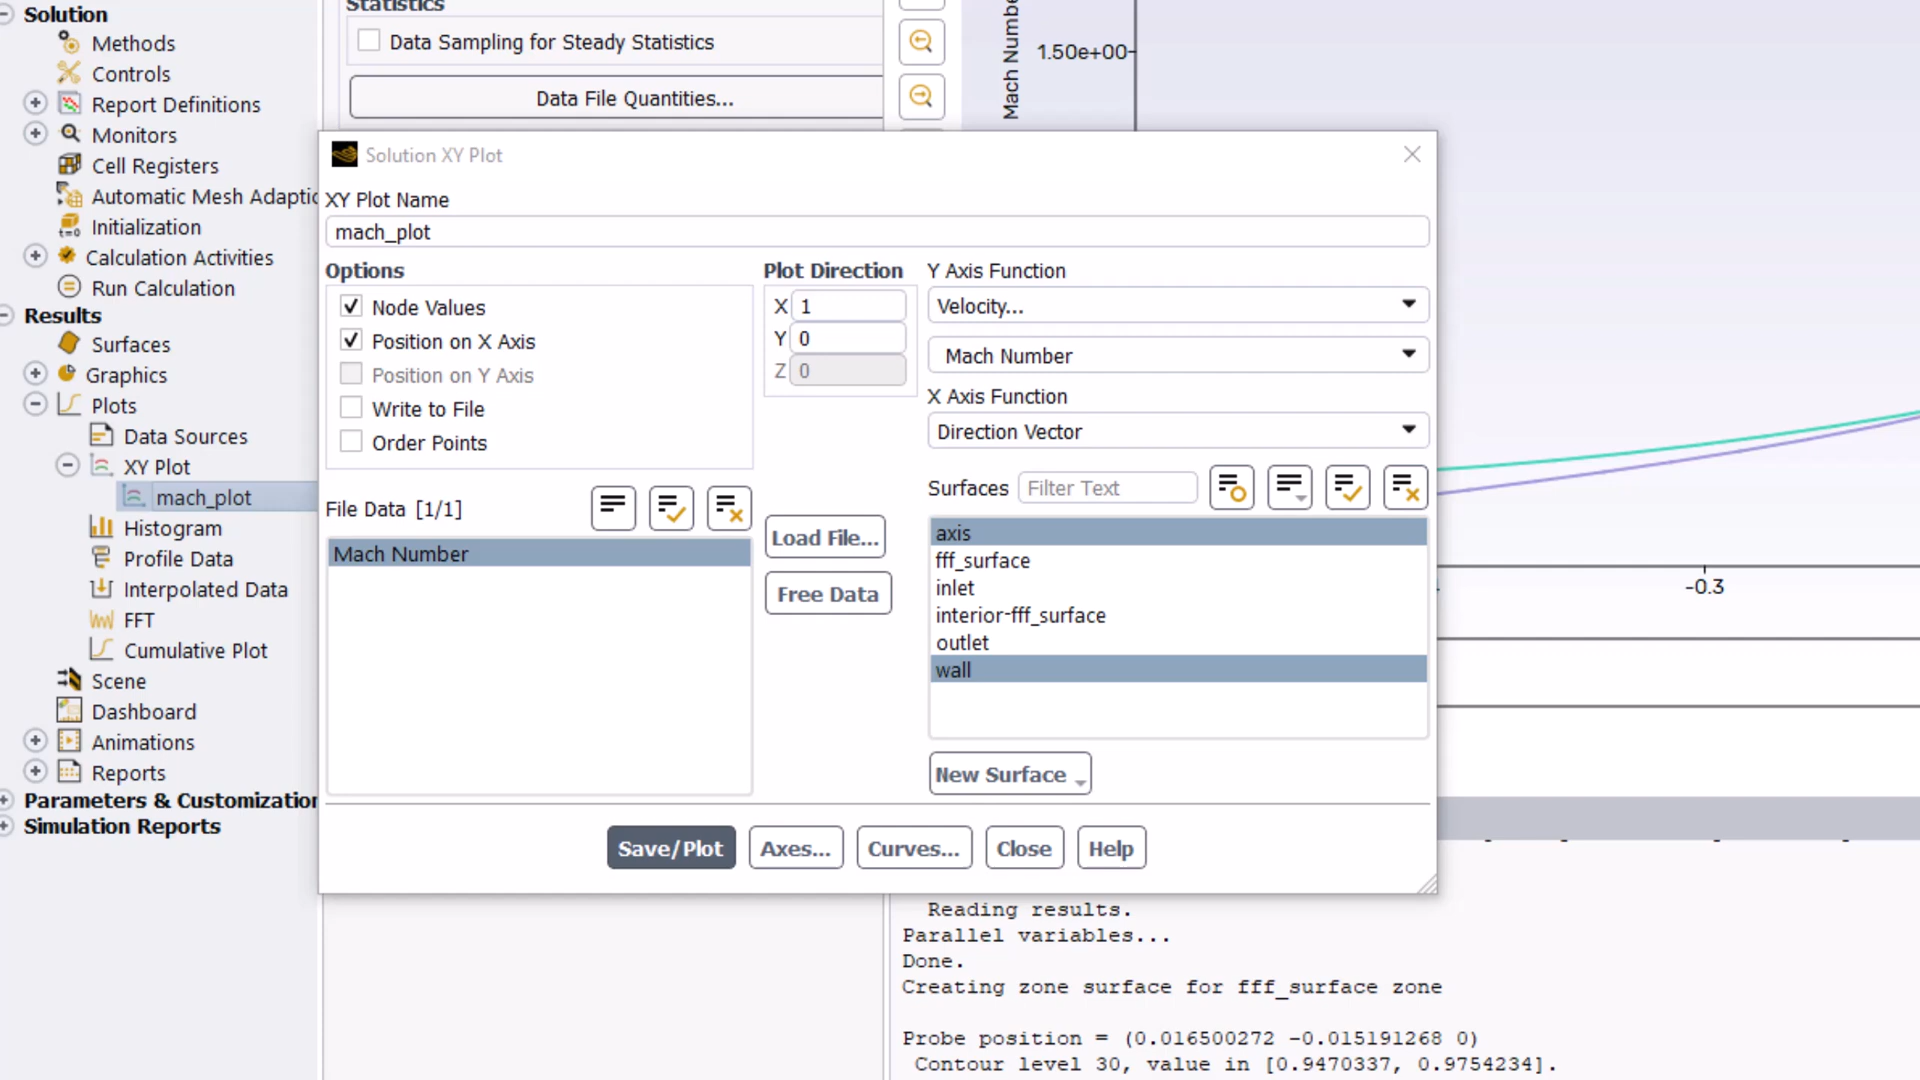 Solution
Methods
Controls
Report Definitions
Monitors
Cell Registers
Automatic Mesh Adaptio
Initialization
Calculation Activities
Run Calculation
Results
Surfaces
Graphics
Plots
Data Sources
XY Plot
mach_plot
Histogram
Profile Data
Interpolated Data
FFT
Cumulative Plot
Scene
Dashboard
Animations
Reports
Parameters & Customization
Simulation Reports
Statistics
Data Sampling for Steady Statistics
Data File Quantities...
Mach Numbe
1.50e+00
-0.3
Solution XY Plot
XY Plot Name
mach_plot
Options
Node Values
Position on X Axis
Position on Y Axis
Write to File
Order Points
Plot Direction
X 1
Y 0
Z 0
Y Axis Function
Velocity...
Mach Number
X Axis Function
Direction Vector
File Data [1/1]
Mach Number
Load File...
Free Data
Surfaces Filter Text
axis
fff_surface
inlet
interior-fff_surface
outlet
wall
New Surface
Save/Plot Axes... Curves... Close Help
Reading results.
Parallel variables...
Done.
Creating zone surface for fff_surface zone
Probe position = (0.016500272 -0.015191268 0)
Contour level 30, value in [0.9470337, 0.9754234].